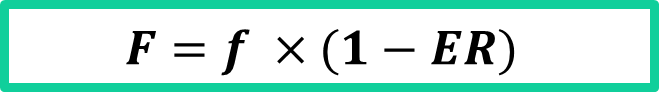 F = f × (1 − ER)